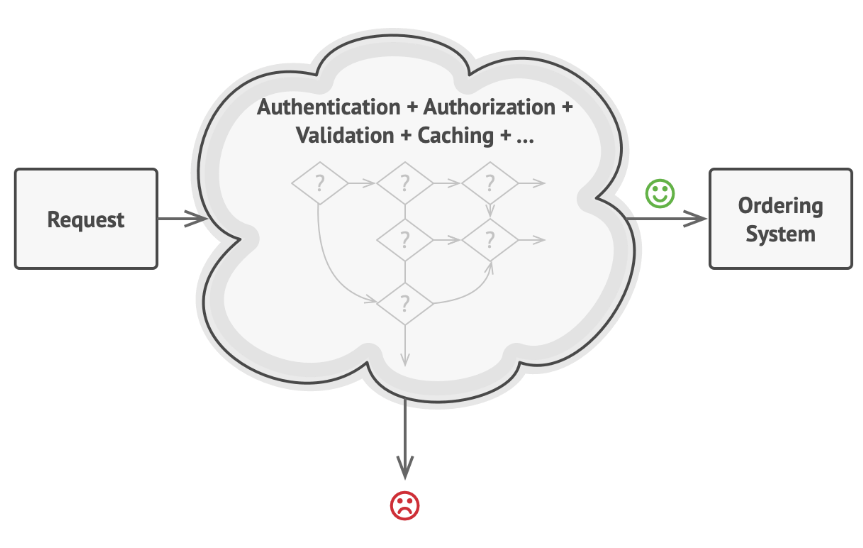 Authentication + Authorization +
Validation + Caching + ...
? ? ?
Request
Ordering
System
? ?
?